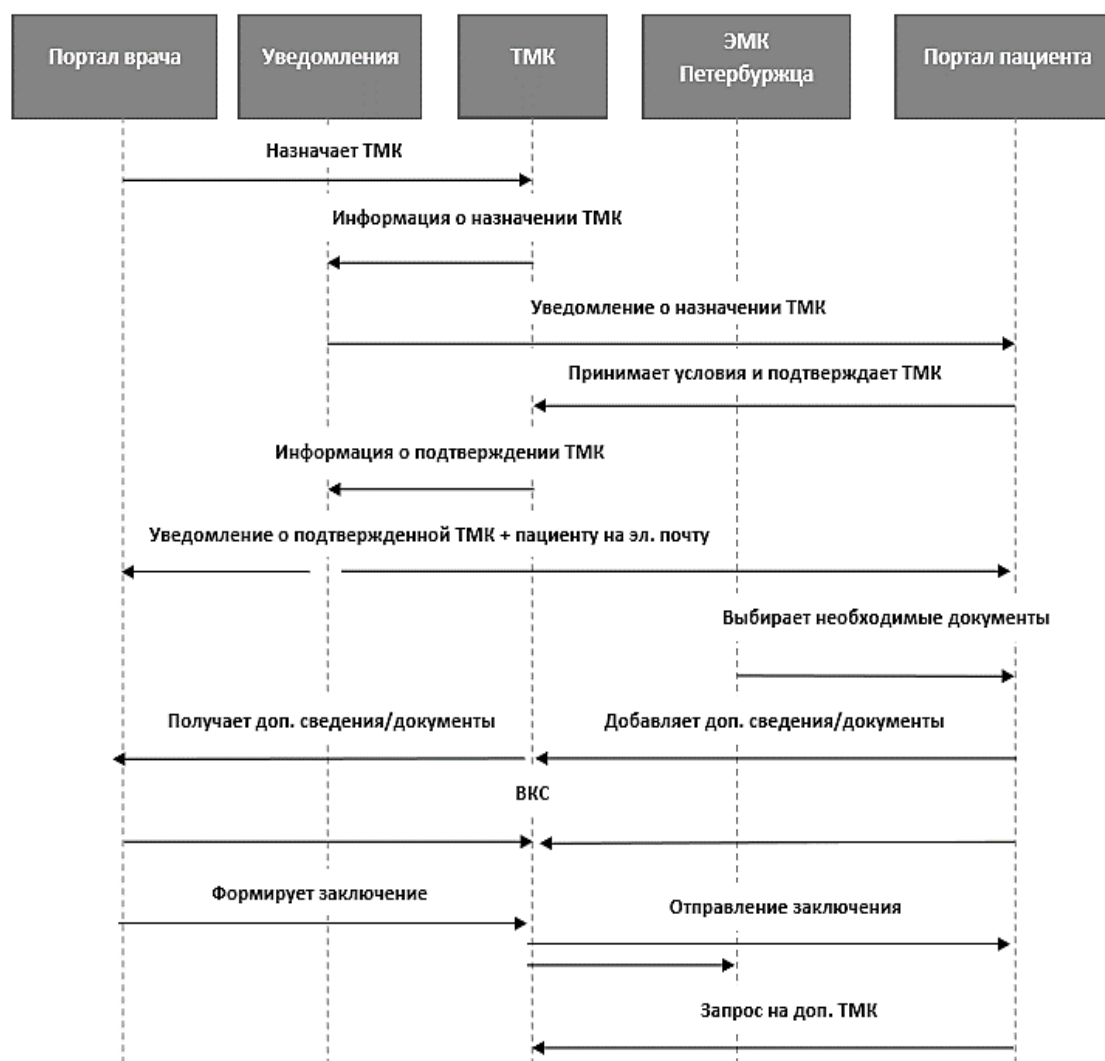 Портал врача
Уведомления
ТМК
ЭМК
Петербуржца
Портал пациента
Назначает ТМК
Информация о назначении ТМК
Уведомление о назначении ТМК
Принимает условия и подтверждает ТМК
Информация о подтверждении ТМК
Уведомление о подтвержденной ТМК + пациенту на эл. почту
Выбирает необходимые документы
Получает доп. сведения/документы
Добавляет доп. сведения/документы
ВКС
Формирует заключение
Отправление заключения
Запрос на доп. ТМК